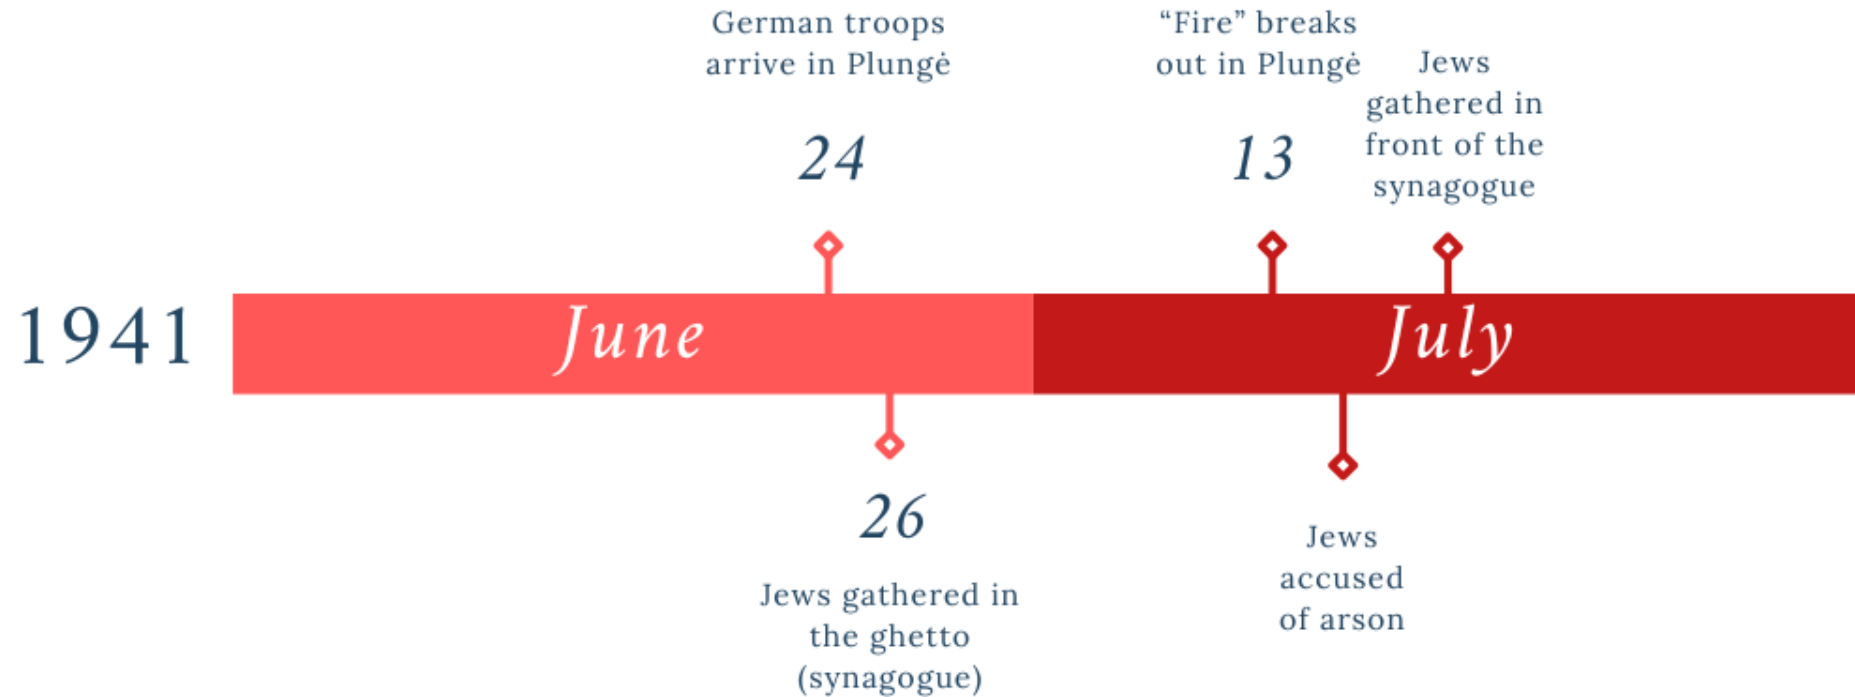 German troops
arrive in Plungė
24
“Fire” breaks
out in Plungė
13
Jews
gathered in
front of the
synagogue
1941
June
July
26
Jews gathered in
the ghetto
(synagogue)
Jews
accused
of arson